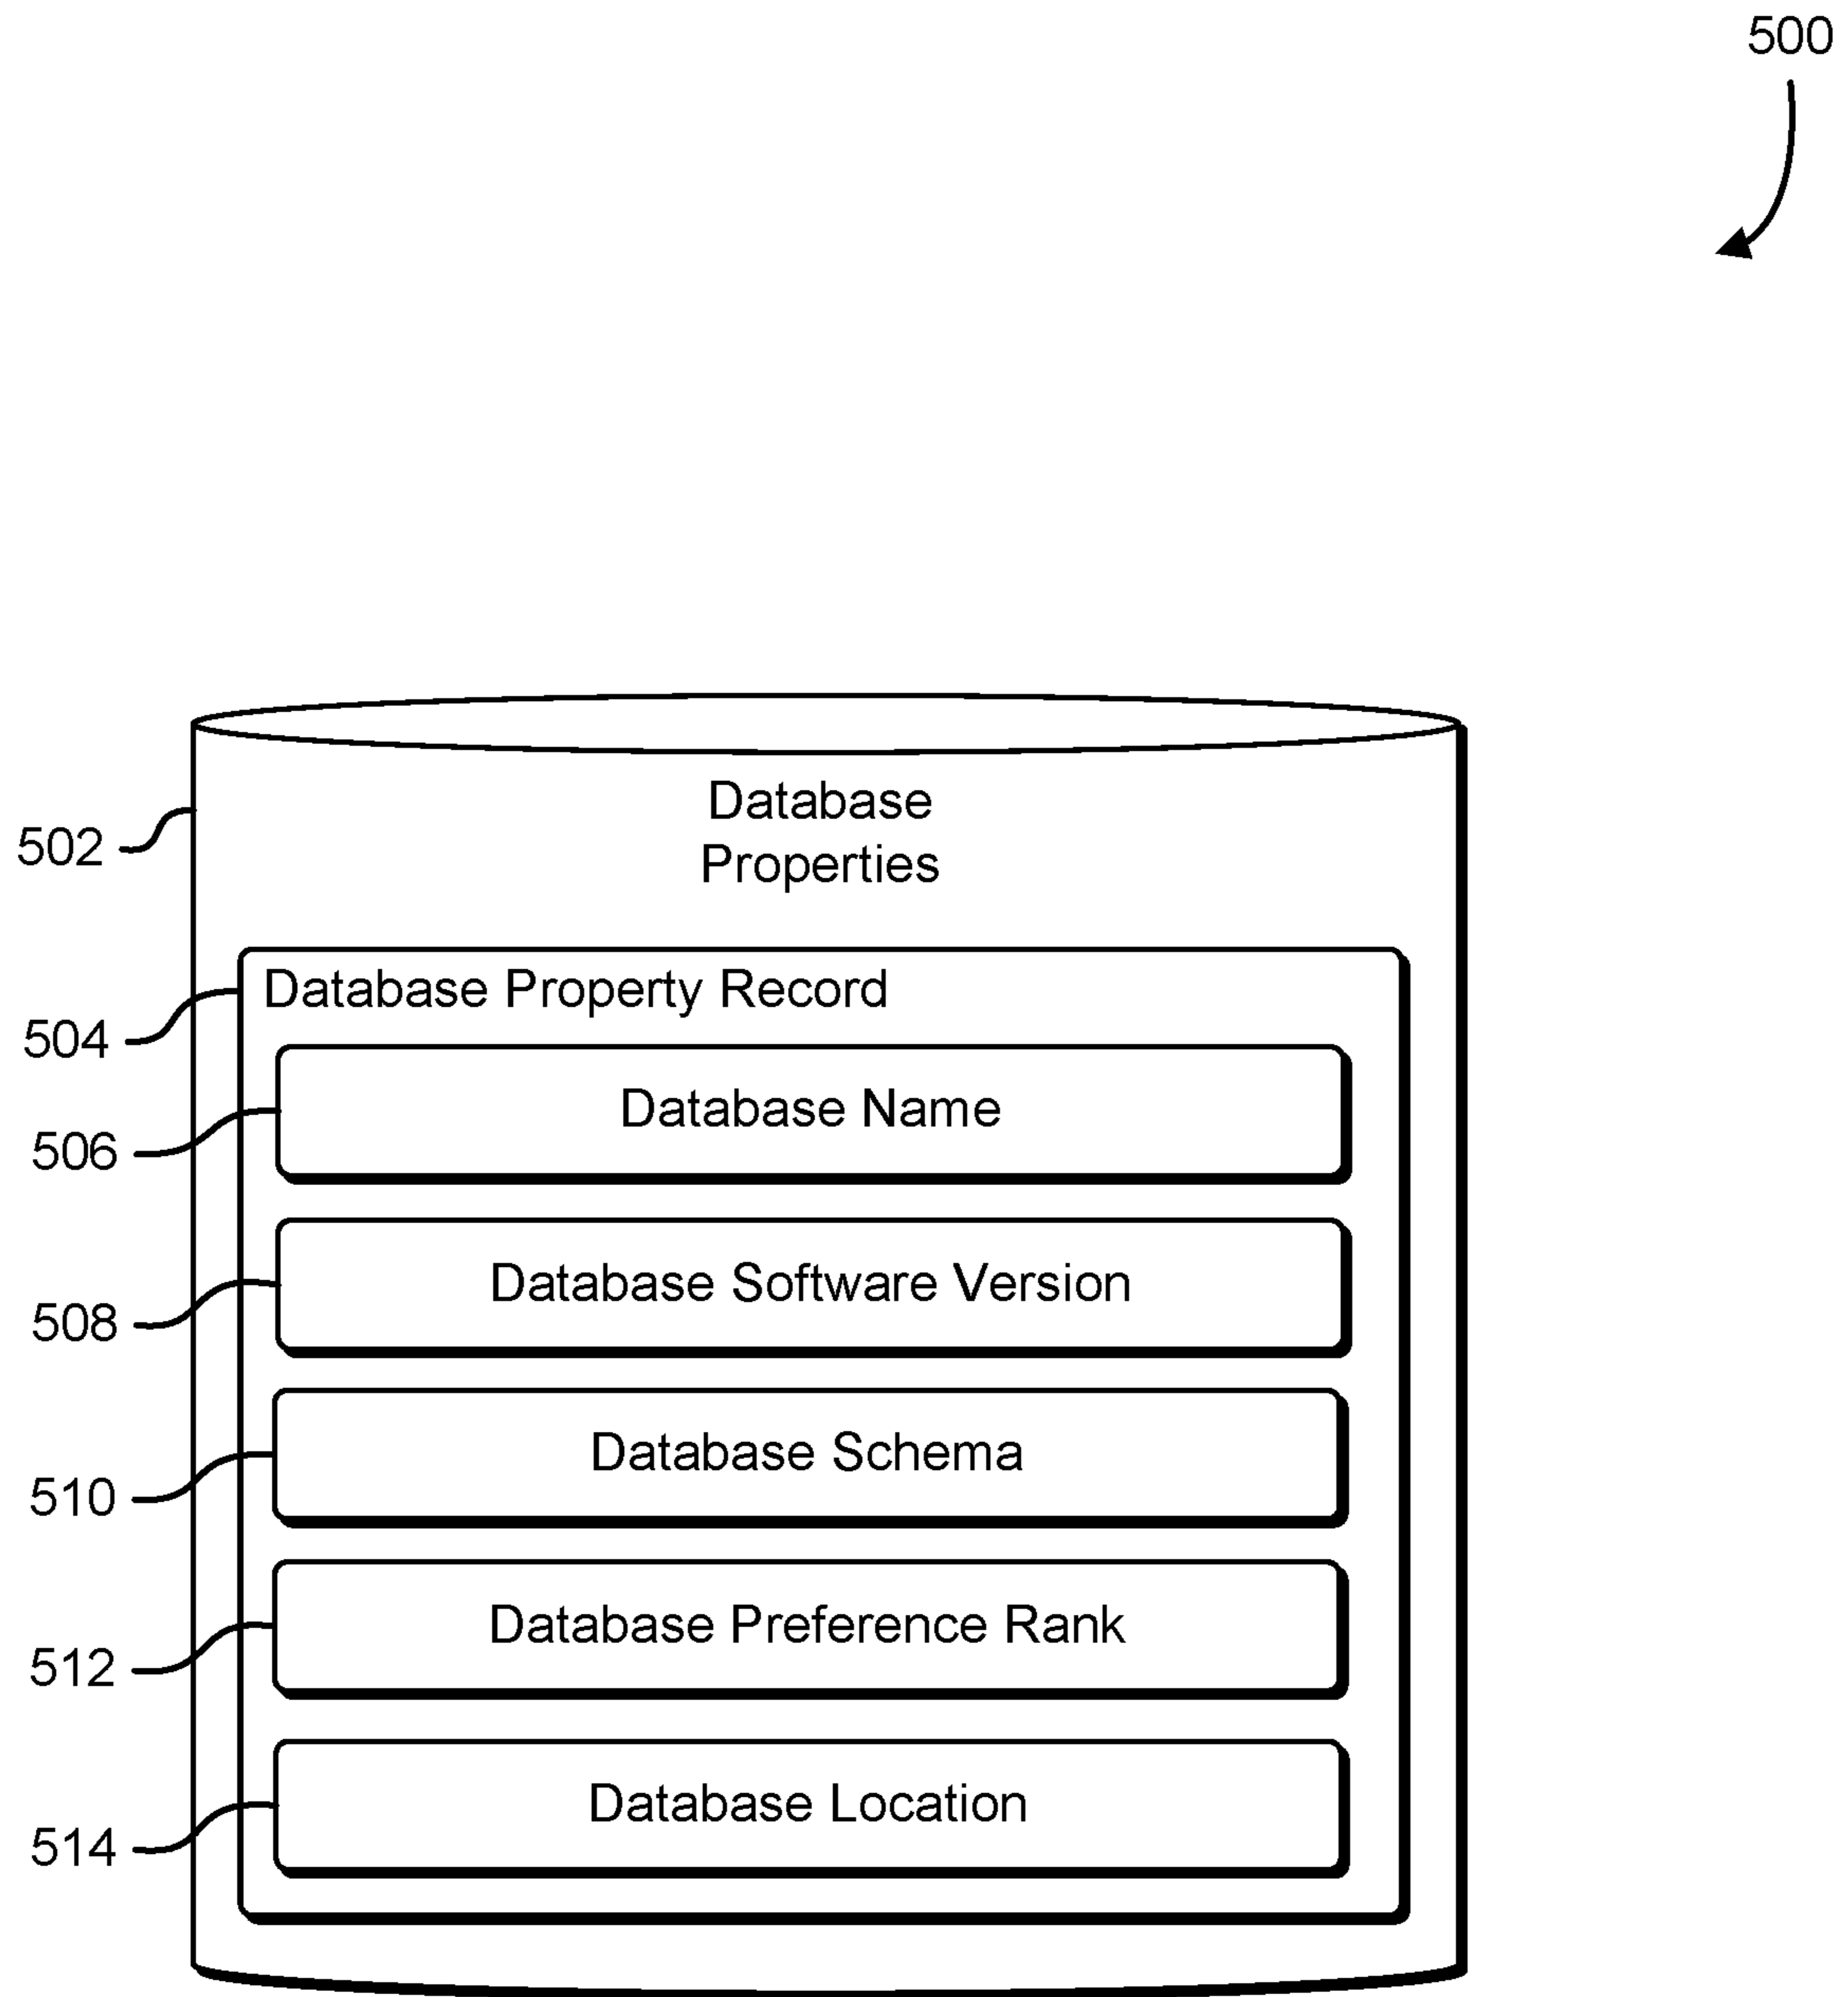 500
Database
Properties
502
Database Property Record
504
Database Name
506
Database Software Version
508
Database Schema
510
Database Preference Rank
512
Database Location
514